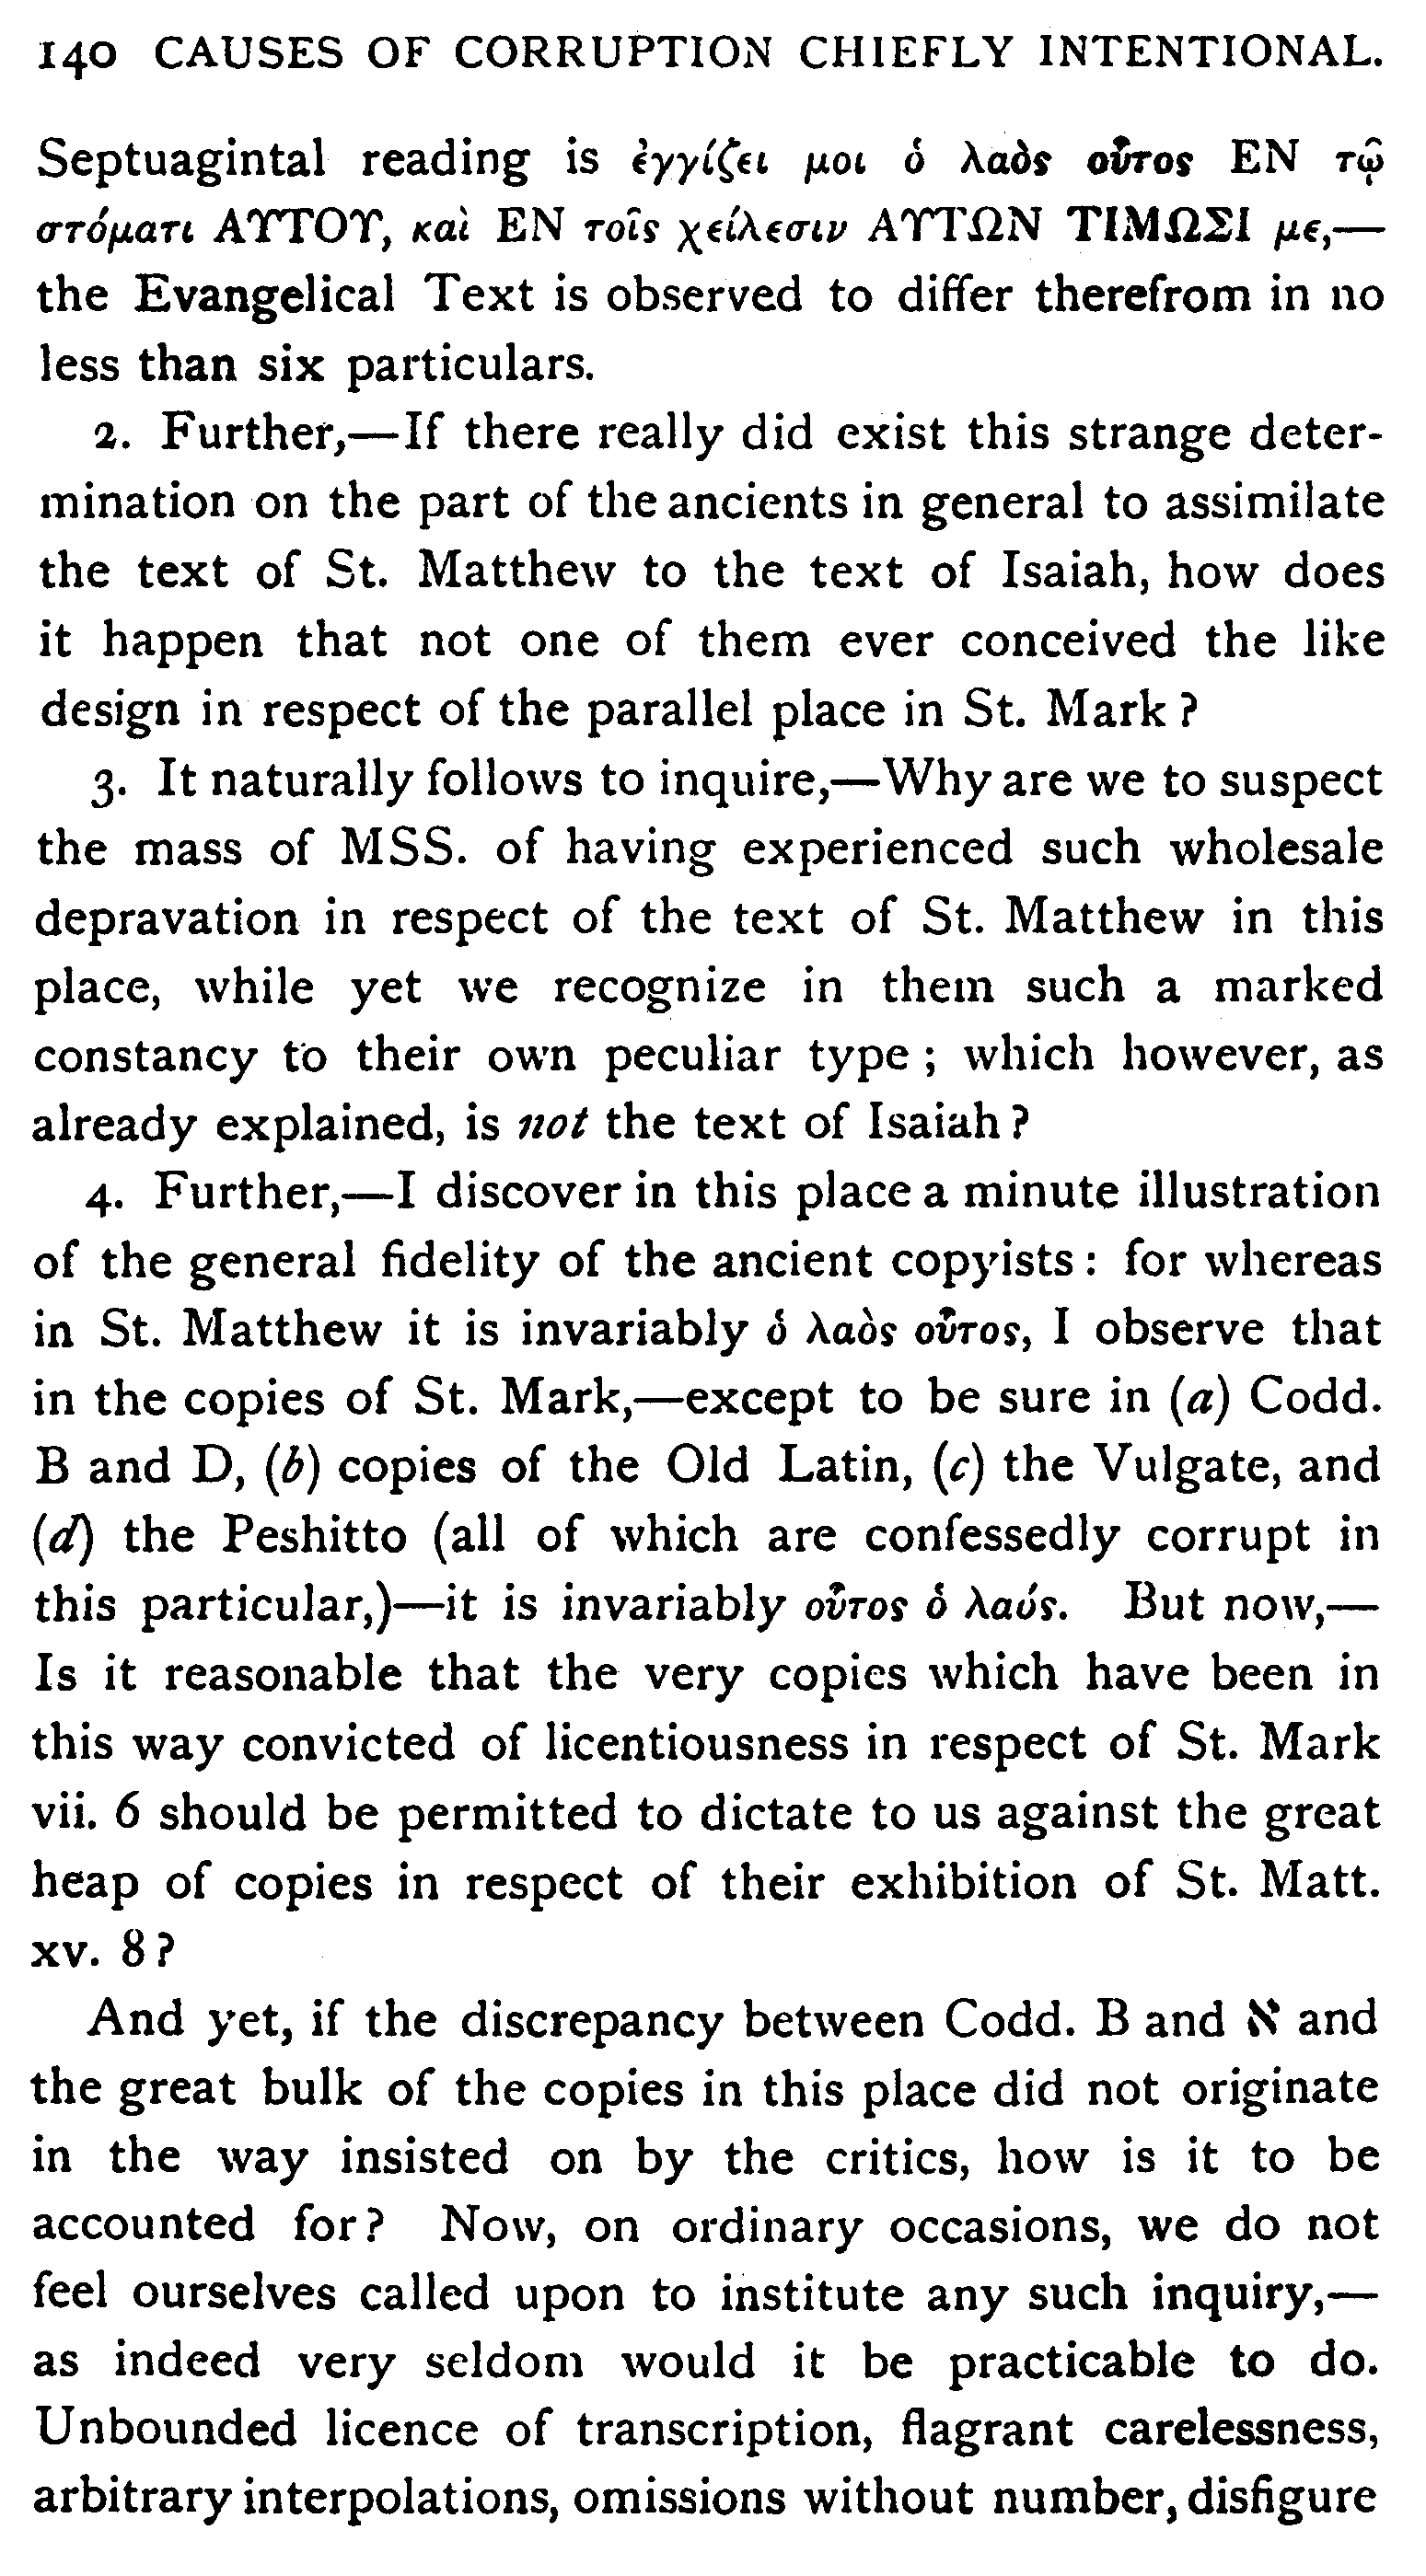 140 CAUSES OF CORRUPTION CHIEFLY INTENTIONAL.
Septuagintal reading is ἐγγίζει μοι ὁ λαὸς οὗτος ΕΝ τῷ
στόματι ΑΥΤΟΥ, καὶ ΕΝ τοῖς χείλεσιν ΑΥΤΩΝ ΤΙΜΩΣΙ με,—
the Evangelical Text is observed to differ therefrom in no
less than six particulars.
2. Further,—If there really did exist this strange deter-
mination on the part of the ancients in general to assimilate
the text of St. Matthew to the text of Isaiah, how does
it happen that not one of them ever conceived the like
design in respect of the parallel place in St. Mark ?
3. It naturally follows to inquire,—Why are we to suspect
the mass of MSS. of having experienced such wholesale
depravation in respect of the text of St. Matthew in this
place, while yet we recognize in them such a marked
constancy to their own peculiar type ; which however, as
already explained, is not the text of Isaiah ?
4. Further,—I discover in this place a minute illustration
of the general fidelity of the ancient copyists : for whereas
in St. Matthew it is invariably ὁ λαὸς οὗτος, I observe that
in the copies of St. Mark,—except to be sure in (a) Codd.
B and D, (b) copies of the Old Latin, (c) the Vulgate, and
(d) the Peshitto (all of which are confessedly corrupt in
this particular,)—it is invariably οὗτος ὁ λαός. But now,—
Is it reasonable that the very copies which have been in
this way convicted of licentiousness in respect of St. Mark
vii. 6 should be permitted to dictate to us against the great
heap of copies in respect of their exhibition of St. Matt.
xv. 8 ?
And yet, if the discrepancy between Codd. B and א and
the great bulk of the copies in this place did not originate
in the way insisted on by the critics, how is it to be
accounted for ? Now, on ordinary occasions, we do not
feel ourselves called upon to institute any such inquiry,—
as indeed very seldom would it be practicable to do.
Unbounded licence of transcription, flagrant carelessness,
arbitrary interpolations, omissions without number, disfigure